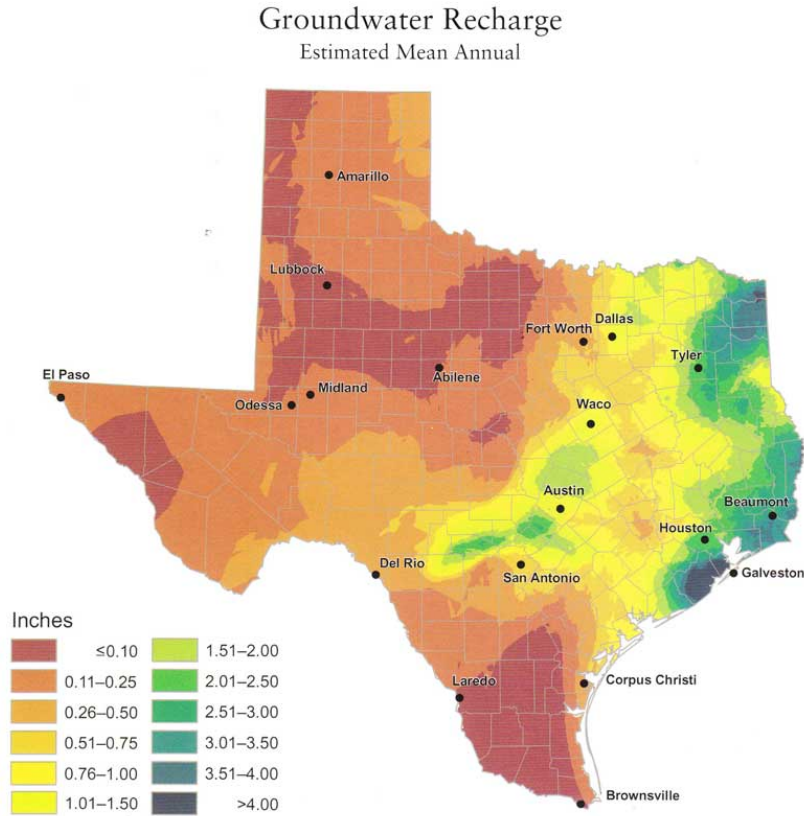 Groundwater Recharge
Estimated Mean Annual
Amarillo
Lubbock
Dallas
Fort Worth
Tyler
El Paso
Abilene
Midland
Odessa
Waco
Austin
Beaumont
Houston
Del Rio
San Antonio
Galveston
Inches
≤0.10
1.51–2.00
0.11–0.25
2.01–2.50
0.26–0.50
2.51–3.00
0.51–0.75
3.01–3.50
0.76–1.00
3.51–4.00
1.01–1.50
>4.00
Laredo
Corpus Christi
Brownsville